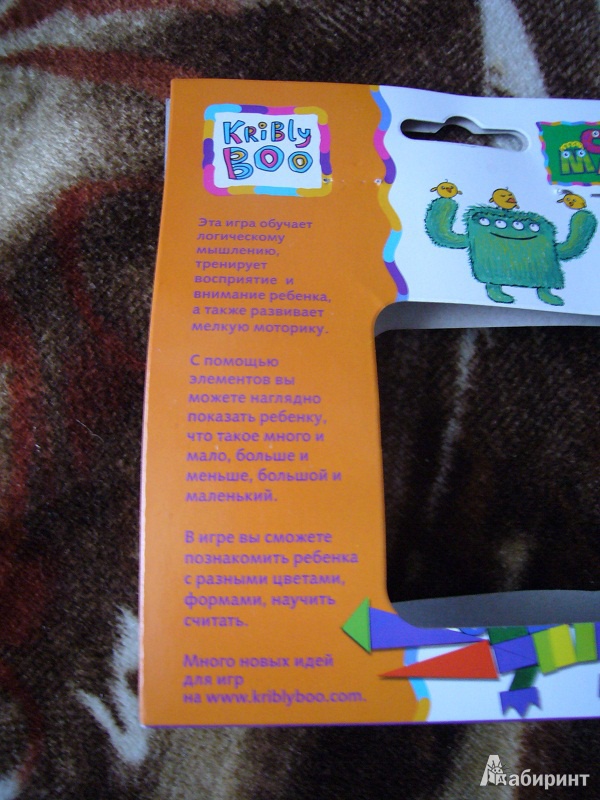 KRiBly
BOO
Эта игра обучает
логическому
мышлению,
тренирует
восприятие и
внимание ребенка,
а также развивает
мелкую моторику.
С помощью
элементов вы
можете наглядно
показать ребенку,
что такое много и
мало, больше и
меньше, большой и
маленький.
В игре вы сможете
познакомить ребенка
с разными цветами,
формами, научить
считать.
Много новых идей
для игр
на www.kriblyboo.com.
Лабиринт